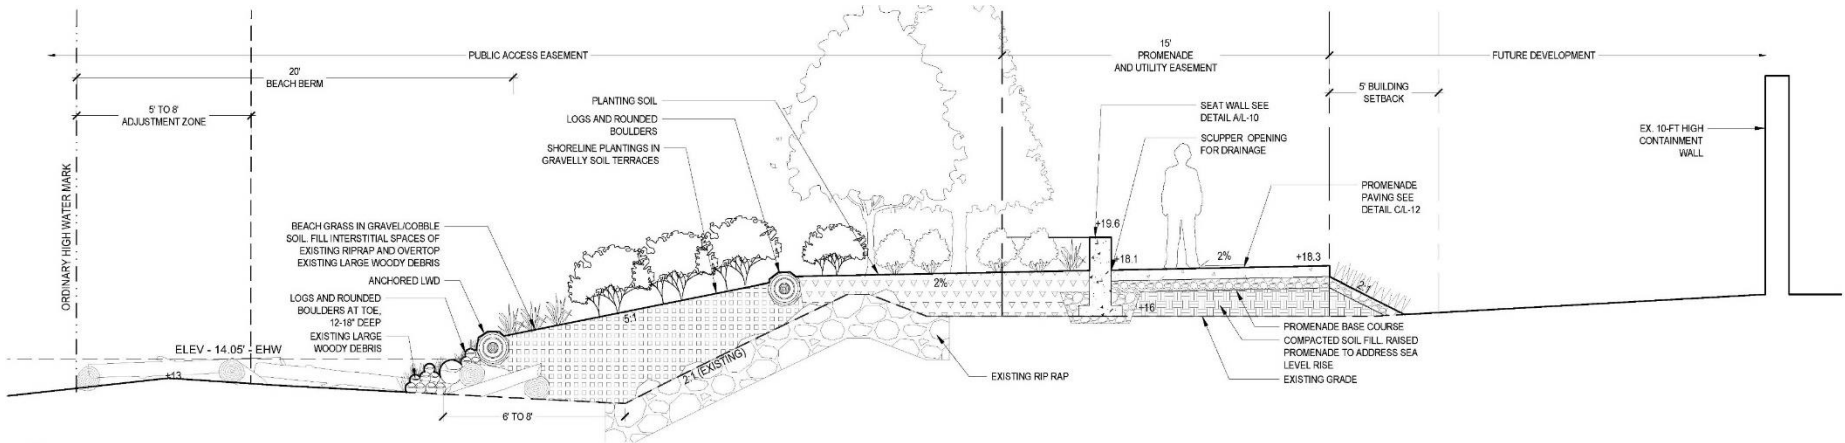 PUBLIC ACCESS EASEMENT
15'
PROMENADE
AND UTILITY EASEMENT
FUTURE DEVELOPMENT
20'
BEACH BERM
5' TO 8'
ADJUSTMENT ZONE
5' BUILDING
SETBACK
ORDINARY HIGH WATER MARK
PLANTING SOIL
LOGS AND ROUNDED
BOULDERS
SHORELINE PLANTINGS IN
GRAVELLY SOIL TERRACES
SEAT WALL SEE
DETAIL A/L-10
SCUPPER OPENING
FOR DRAINAGE
EX. 10-FT HIGH
CONTAINMENT
WALL
PROMENADE
PAVING SEE
DETAIL C/L-12
BEACH GRASS IN GRAVEL/COBBLE
SOIL. FILL INTERSTITIAL SPACES OF
EXISTING RIPRAP AND OVERTOP
EXISTING LARGE WOODY DEBRIS
ANCHORED LWD
LOGS AND ROUNDED
BOULDERS AT TOE,
12-18" DEEP
EXISTING LARGE
WOODY DEBRIS
+19.6
+18.1
2%
+18.3
2%
5:1
2:1
+16
ELEV - 14.05' - EHW
+13
2:1 (EXISTING)
6' TO 8'
EXISTING RIP RAP
PROMENADE BASE COURSE
COMPACTED SOIL FILL. RAISED
PROMENADE TO ADDRESS SEA
LEVEL RISE
EXISTING GRADE